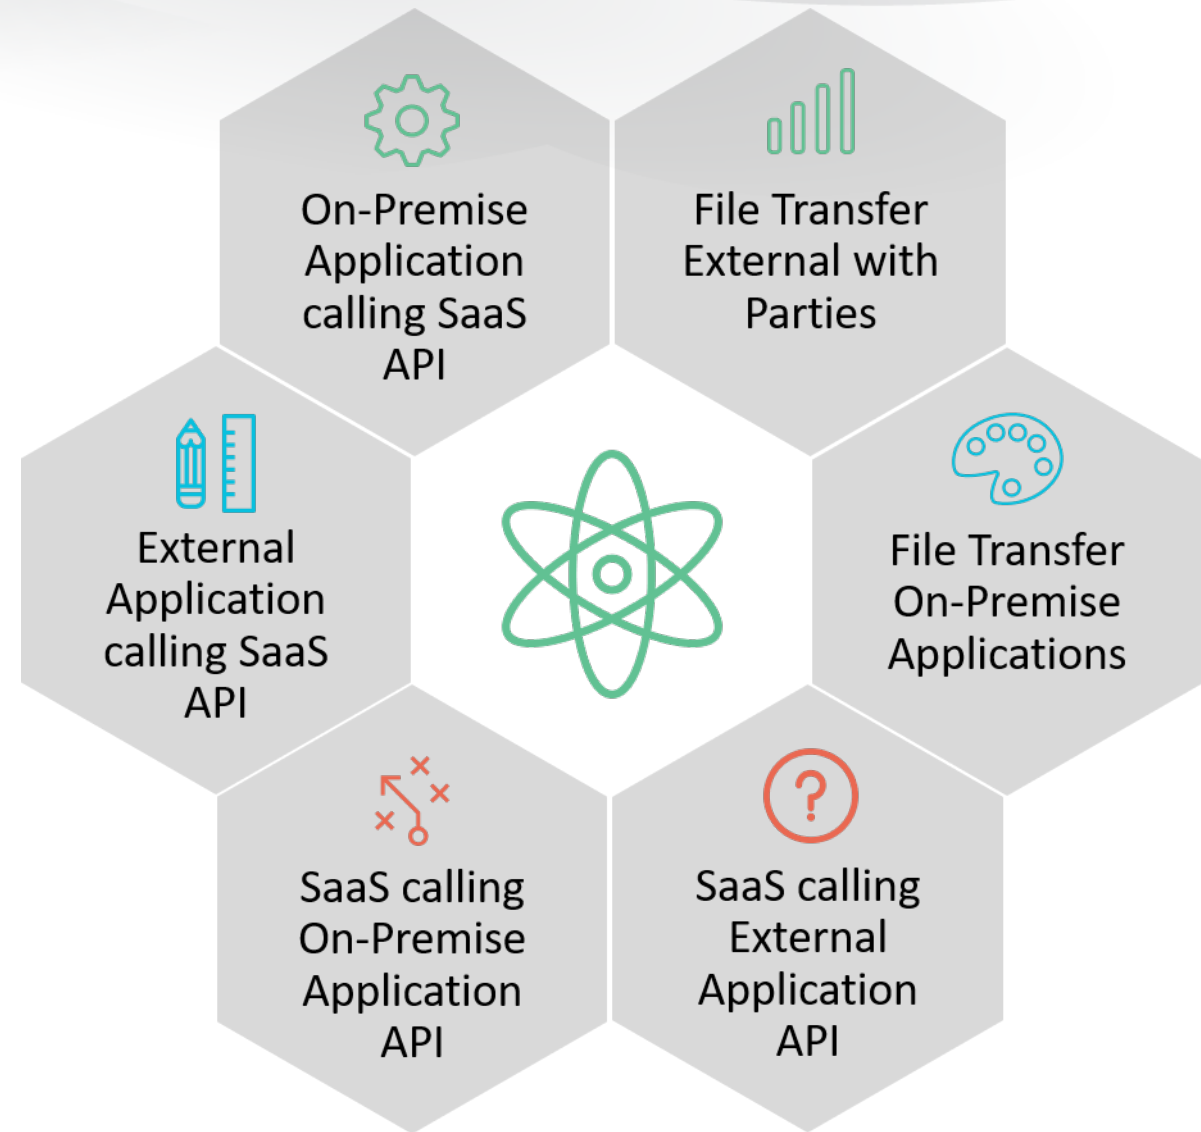 On-Premise
Application
calling SaaS
API
File Transfer
External with
Parties
External
Application
calling SaaS
API
File Transfer
On-Premise
Applications
SaaS calling
On-Premise
Application
API
SaaS calling
External
Application
API